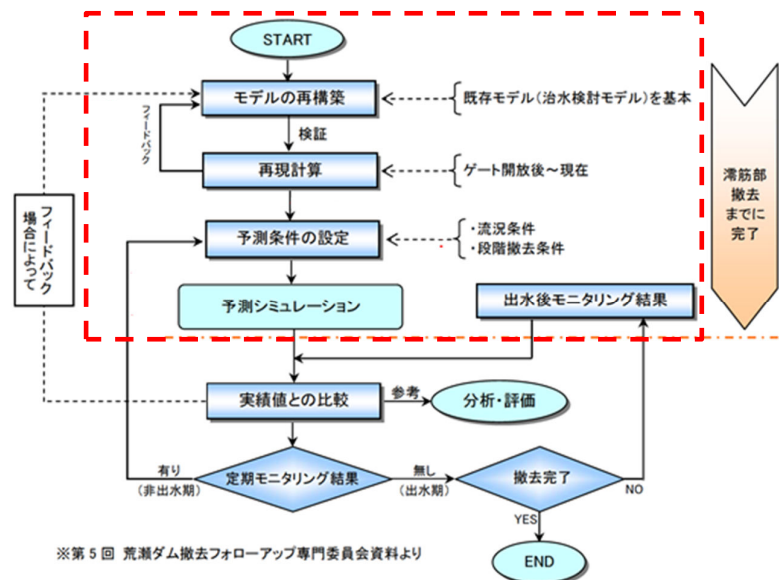 START
モデルの再構築
既存モデル(治水検討モデル)を基本
フィードバック
検証
再現計算
ゲート開放後～現在
澪筋部
撤去
までに
完了
予測条件の設定
・流況条件
・段階撤去条件
フィードバック
場合によって
予測シミュレーション
出水後モニタリング結果
実績値との比較
参考
分析・評価
有り
(非出水期)
定期モニタリング結果
無し
(出水期)
撤去完了
NO
YES
END
※第5回 荒瀬ダム撤去フォローアップ専門委員会資料より